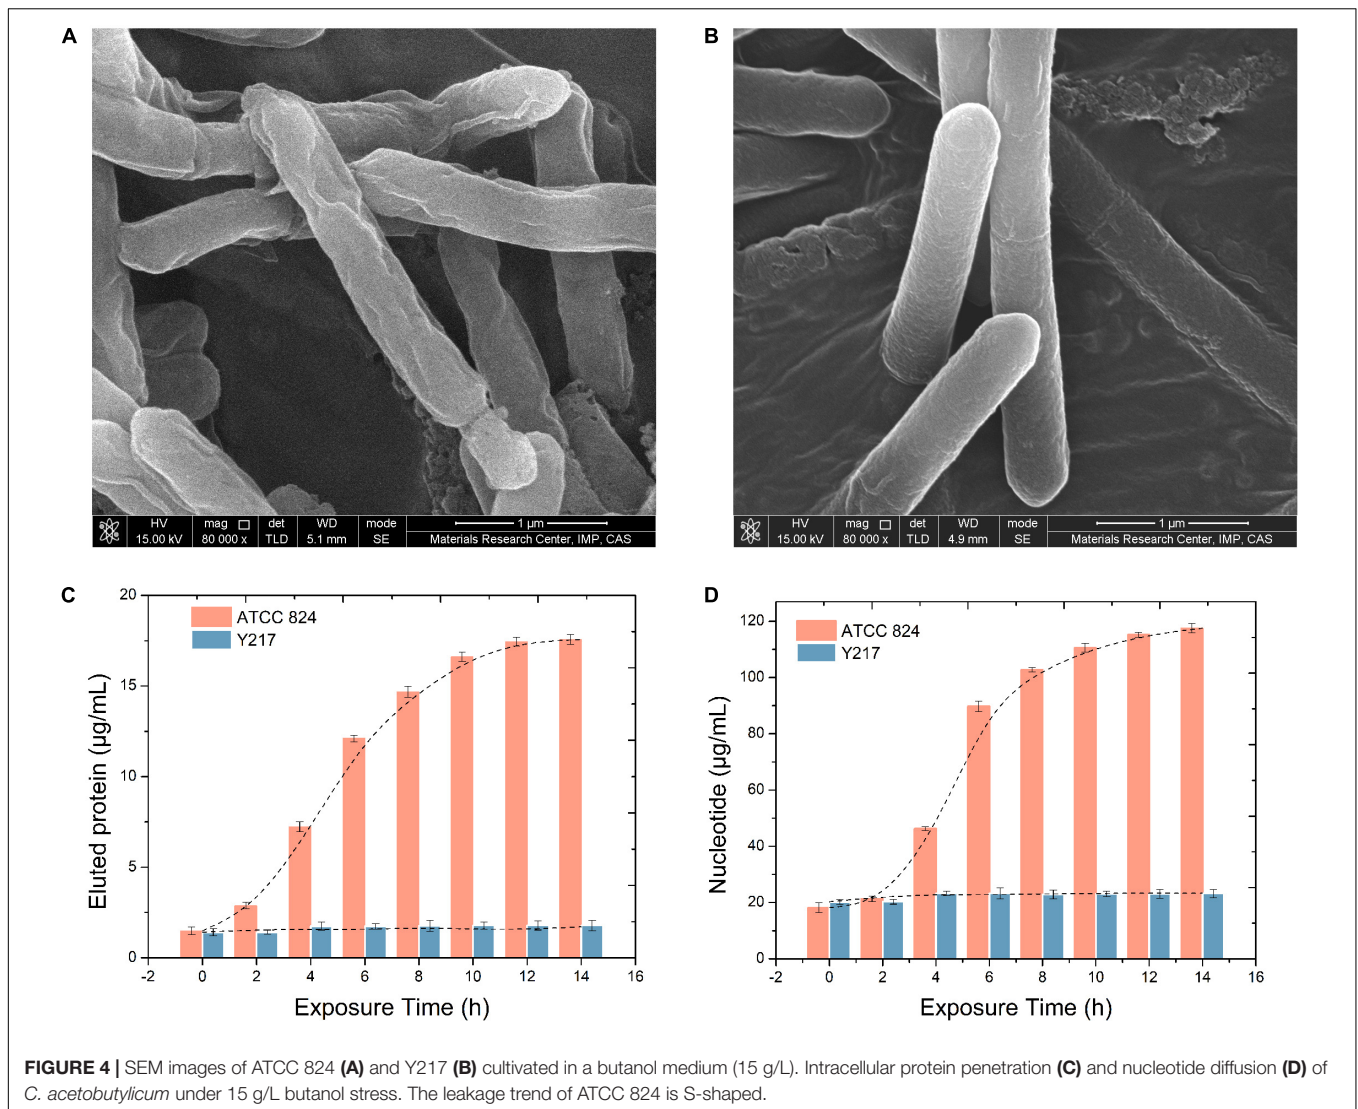 A
B
HV mag □ det WD mode 1 µm
15.00 kV 80 000 x TLD 5.1 mm SE Materials Research Center, IMP, CAS
HV mag □ det WD mode 1 µm
15.00 kV 80 000 x TLD 4.9 mm SE Materials Research Center, IMP, CAS
C
ATCC 824
Y217
Eluted protein (µg/mL)
20
15
10
5
0
-2 0 2 4 6 8 10 12 14 16
Exposure Time (h)
D
ATCC 824
Y217
Nucleotide (µg/mL)
120
100
80
60
40
20
0
-2 0 2 4 6 8 10 12 14 16
Exposure Time (h)
FIGURE 4 | SEM images of ATCC 824 (A) and Y217 (B) cultivated in a butanol medium (15 g/L). Intracellular protein penetration (C) and nucleotide diffusion (D) of
C. acetobutylicum under 15 g/L butanol stress. The leakage trend of ATCC 824 is S-shaped.